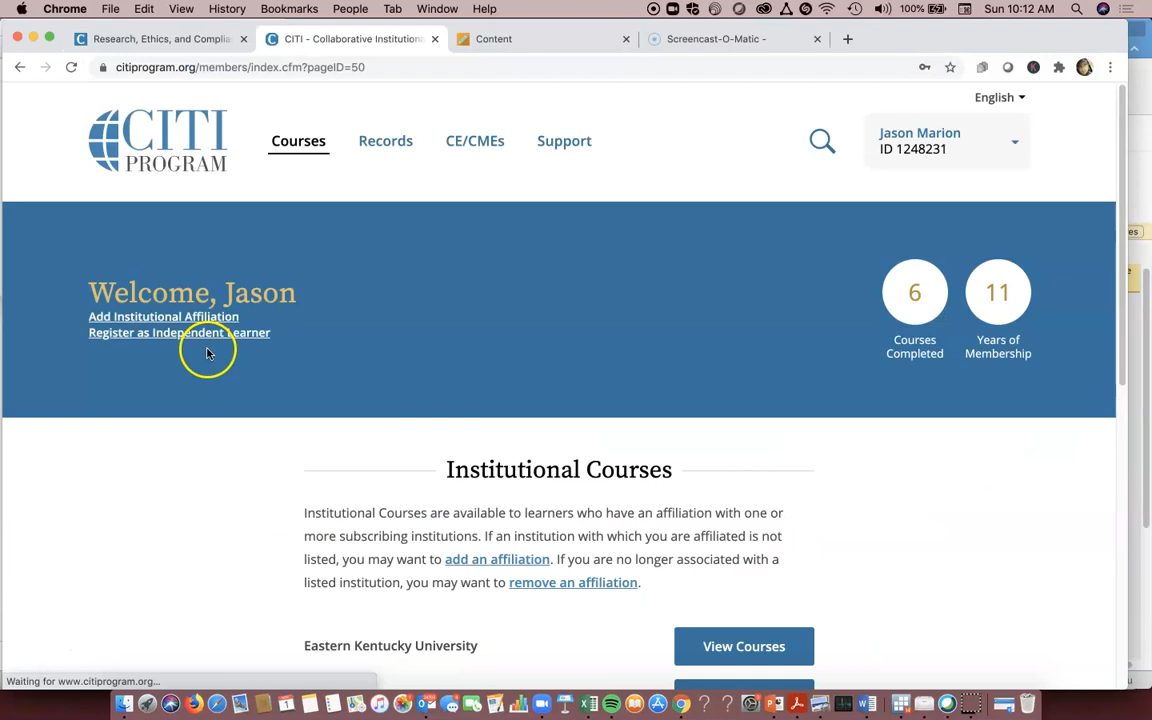 Chrome File Edit View History Bookmarks People Tab Window Help 100% Sun 10:12 AM
Research, Ethics, and Complia
CITI - Collaborative Institutiona
Content
Screencast-O-Matic -
citiprogram.org/members/index.cfm?pageID=50
English
CITI
PROGRAM
Courses Records CE/CMEs Support
Jason Marion
ID 1248231
Welcome, Jason
Add Institutional Affiliation
Register as Independent Learner
6
Courses
Completed
11
Years of
Membership
Institutional Courses
Institutional Courses are available to learners who have an affiliation with one or
more subscribing institutions. If an institution with which you are affiliated is not
listed, you may want to add an affiliation. If you are no longer associated with a
listed institution, you may want to remove an affiliation.
Eastern Kentucky University
View Courses
Waiting for www.citiprogram.org...